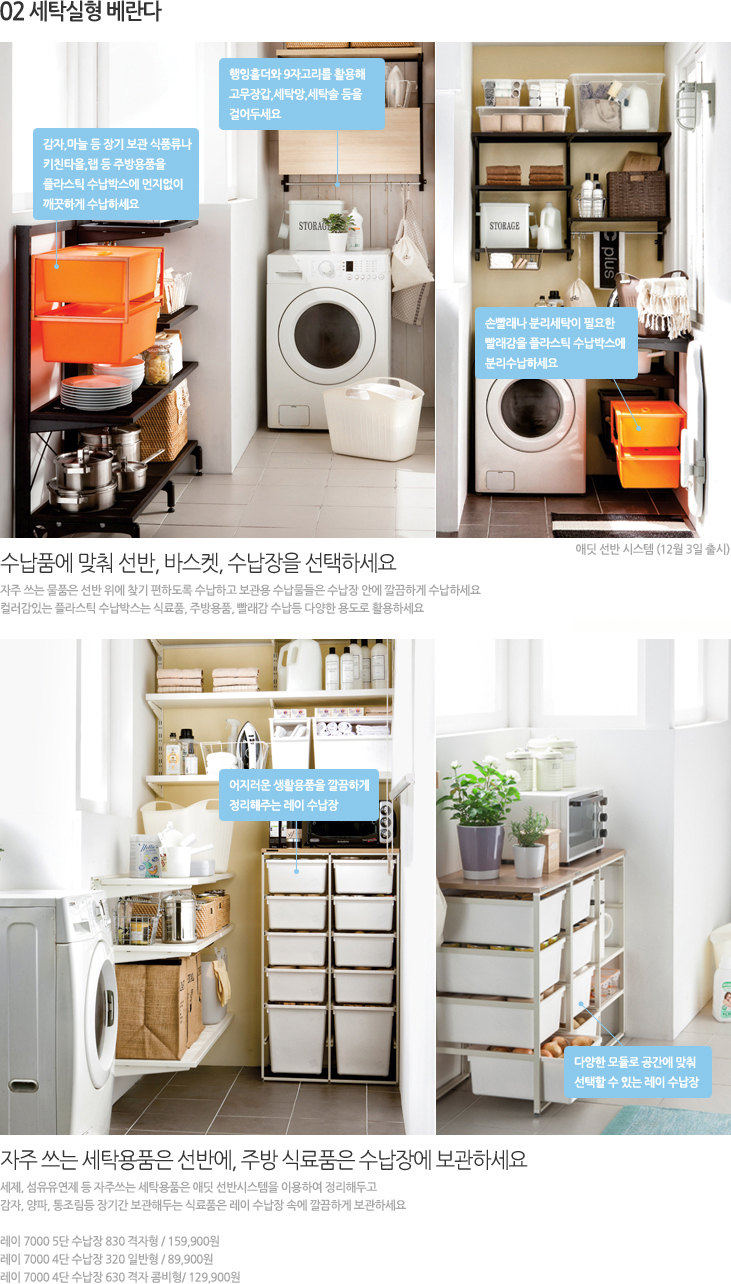 02 세탁실형 베란다
행잉홀더와 9자고리를 활용해
고무장갑,세탁망,세탁솔 등을
걸어두세요
감자,마늘 등 장기 보관 식품류나
키친타올,랩 등 주방용품을
플라스틱 수납박스에 먼지없이
깨끗하게 수납하세요
STORAGE
STORAGE
plus
손빨래나 분리세탁이 필요한
빨래감을 플라스틱 수납박스에
분리수납하세요
애딧 선반 시스템 (12월 3일 출시)
수납품에 맞춰 선반, 바스켓, 수납장을 선택하세요
자주 쓰는 물품은 선반 위에 찾기 편하도록 수납하고 보관용 수납물들은 수납장 안에 깔끔하게 수납하세요
컬러감있는 플라스틱 수납박스는 식료품, 주방용품, 빨래감 수납등 다양한 용도로 활용하세요
어지러운 생활용품을 깔끔하게
정리해주는 레이 수납장
다양한 모듈로 공간에 맞춰
선택할 수 있는 레이 수납장
자주 쓰는 세탁용품은 선반에, 주방 식료품은 수납장에 보관하세요
세제, 섬유유연제 등 자주쓰는 세탁용품은 애딧 선반시스템을 이용하여 정리해두고
감자, 양파, 통조림등 장기간 보관해두는 식료품은 레이 수납장 속에 깔끔하게 보관하세요
레이 7000 5단 수납장 830 격자형 / 159,900원
레이 7000 4단 수납장 320 일반형 / 89,900원
레이 7000 4단 수납장 630 격자 콤비형/ 129,900원